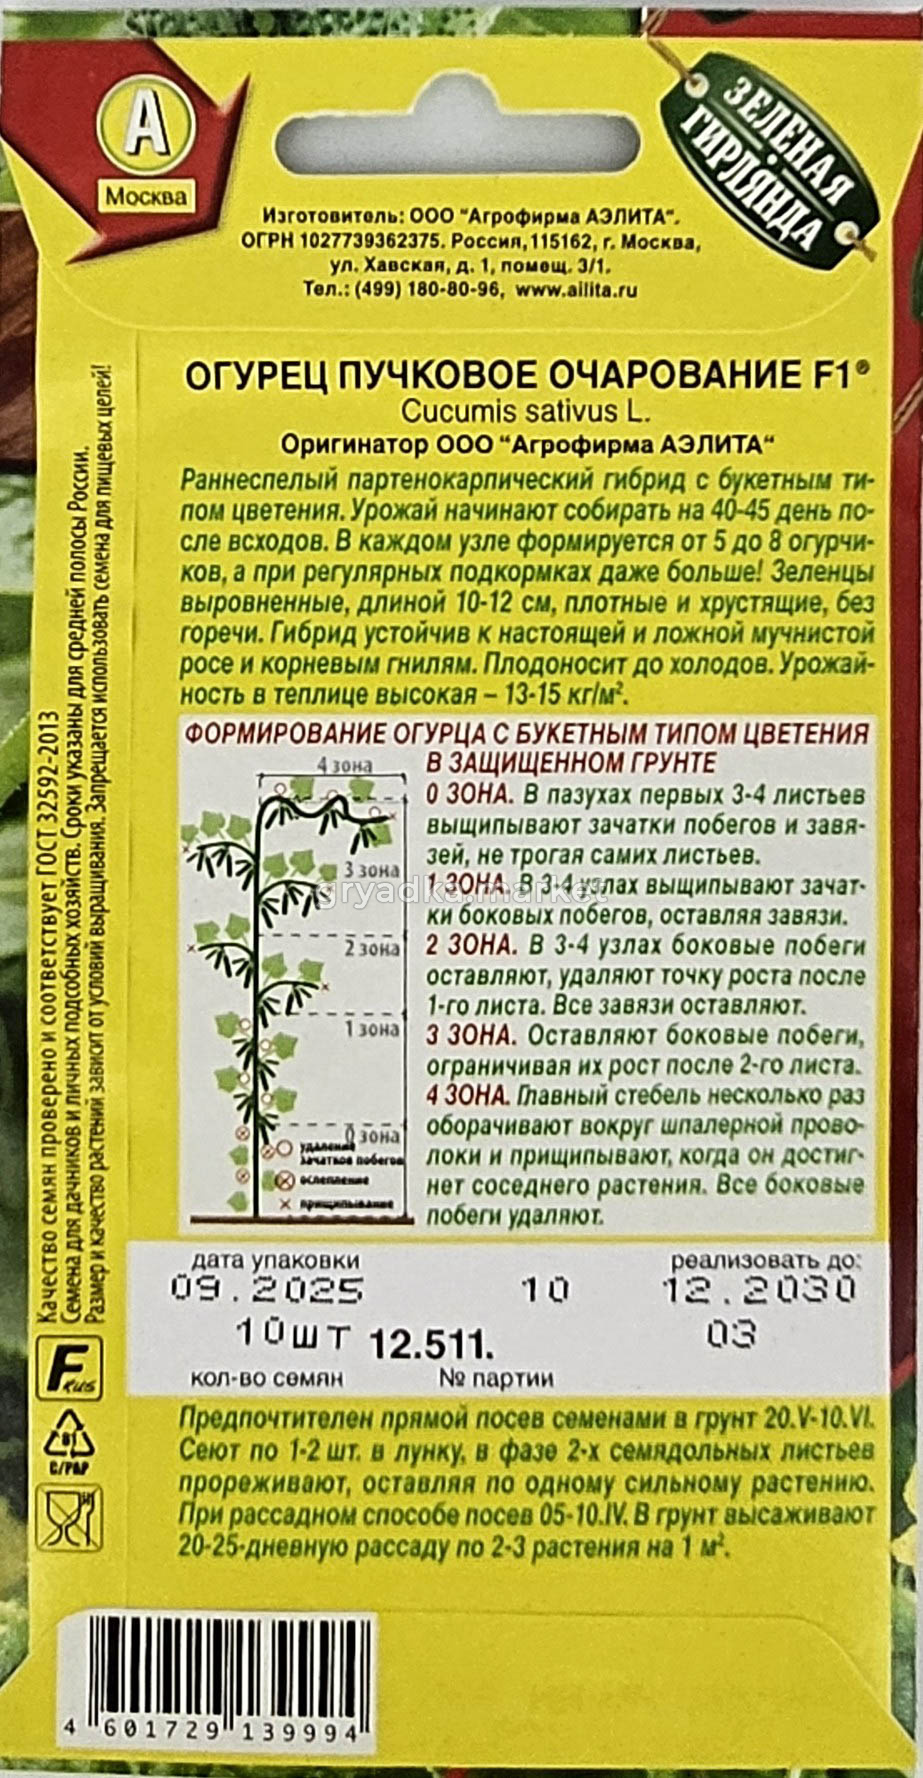 А
Москва
ЗЕЛЕНАЯ
ГИРЛЯНДА
Изготовитель: ООО "Агрофирма АЭЛИТА".
ОГРН 1027739362375. Россия,115162, г. Москва,
ул. Хавская, д. 1, помещ. 3/1.
Тел.: (499) 180-80-96, www.ailita.ru
ОГУРЕЦ ПУЧКОВОЕ ОЧАРОВАНИЕ F1®
Cucumis sativus L.
Оригинатор ООО "Агрофирма АЭЛИТА"
Раннеспелый партенокарпический гибрид с букетным ти-
пом цветения. Урожай начинают собирать на 40-45 день по-
сле всходов. В каждом узле формируется от 5 до 8 огурчи-
ков, а при регулярных подкормках даже больше! Зеленцы
выровненные, длиной 10-12 см, плотные и хрустящие, без
горечи. Гибрид устойчив к настоящей и ложной мучнистой
росе и корневым гнилям. Плодоносит до холодов. Урожай-
ность в теплице высокая – 13-15 кг/м².
ФОРМИРОВАНИЕ ОГУРЦА С БУКЕТНЫМ ТИПОМ ЦВЕТЕНИЯ
В ЗАЩИЩЕННОМ ГРУНТЕ
0 ЗОНА. В пазухах первых 3-4 листьев
выщипывают зачатки побегов и завя-
зей, не трогая самих листьев.
1 ЗОНА. В 3-4 узлах выщипывают зачат-
ки боковых побегов, оставляя завязи.
2 ЗОНА. В 3-4 узлах боковые побеги
оставляют, удаляют точку роста после
1-го листа. Все завязи оставляют.
3 ЗОНА. Оставляют боковые побеги,
ограничивая их рост после 2-го листа.
4 ЗОНА. Главный стебель несколько раз
оборачивают вокруг шпалерной прово-
локи и прищипывают, когда он достиг-
нет соседнего растения. Все боковые
побеги удаляют.
4 зона
3 зона
2 зона
1 зона
0 зона
удаление
зачатков побегов
ослепление
прищипывание
gryadka.market
дата упаковки реализовать до:
09.2025 10 12.2030
10шт 12.511. 03
кол-во семян № партии
Предпочтителен прямой посев семенами в грунт 20.V-10.VI.
Сеют по 1-2 шт. в лунку, в фазе 2-х семядольных листьев
прореживают, оставляя по одному сильному растению.
При рассадном способе посев 05-10.IV. В грунт высаживают
20-25-дневную рассаду по 2-3 растения на 1 м².
Качество семян проверено и соответствует ГОСТ 32592-2013
Семена для дачников и личных подсобных хозяйств. Сроки указаны для средней полосы России.
Размер и качество растений зависит от условий выращивания. Запрещается использовать семена для пищевых целей!
F RUS
81
C/PAP
4 601729 139994